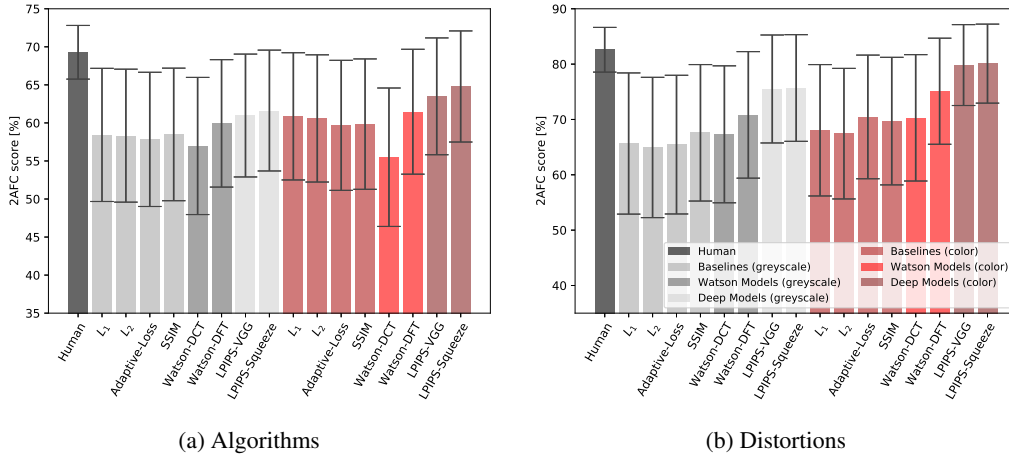 75
70
65
60
55
50
45
40
35
2AFC score [%]
Human
L1
L2
Adaptive-Loss
SSIM
Watson-DCT
Watson-DFT
LPIPS-VGG
LPIPS-Squeeze
L1
L2
Adaptive-Loss
SSIM
Watson-DCT
Watson-DFT
LPIPS-VGG
LPIPS-Squeeze
(a) Algorithms
90
80
70
60
50
40
2AFC score [%]
Human
Baselines (greyscale)
Watson Models (greyscale)
Deep Models (greyscale)
Baselines (color)
Watson Models (color)
Deep Models (color)
Human
L1
L2
Adaptive-Loss
SSIM
Watson-DCT
Watson-DFT
LPIPS-VGG
LPIPS-Squeeze
L1
L2
Adaptive-Loss
SSIM
Watson-DCT
Watson-DFT
LPIPS-VGG
LPIPS-Squeeze
(b) Distortions